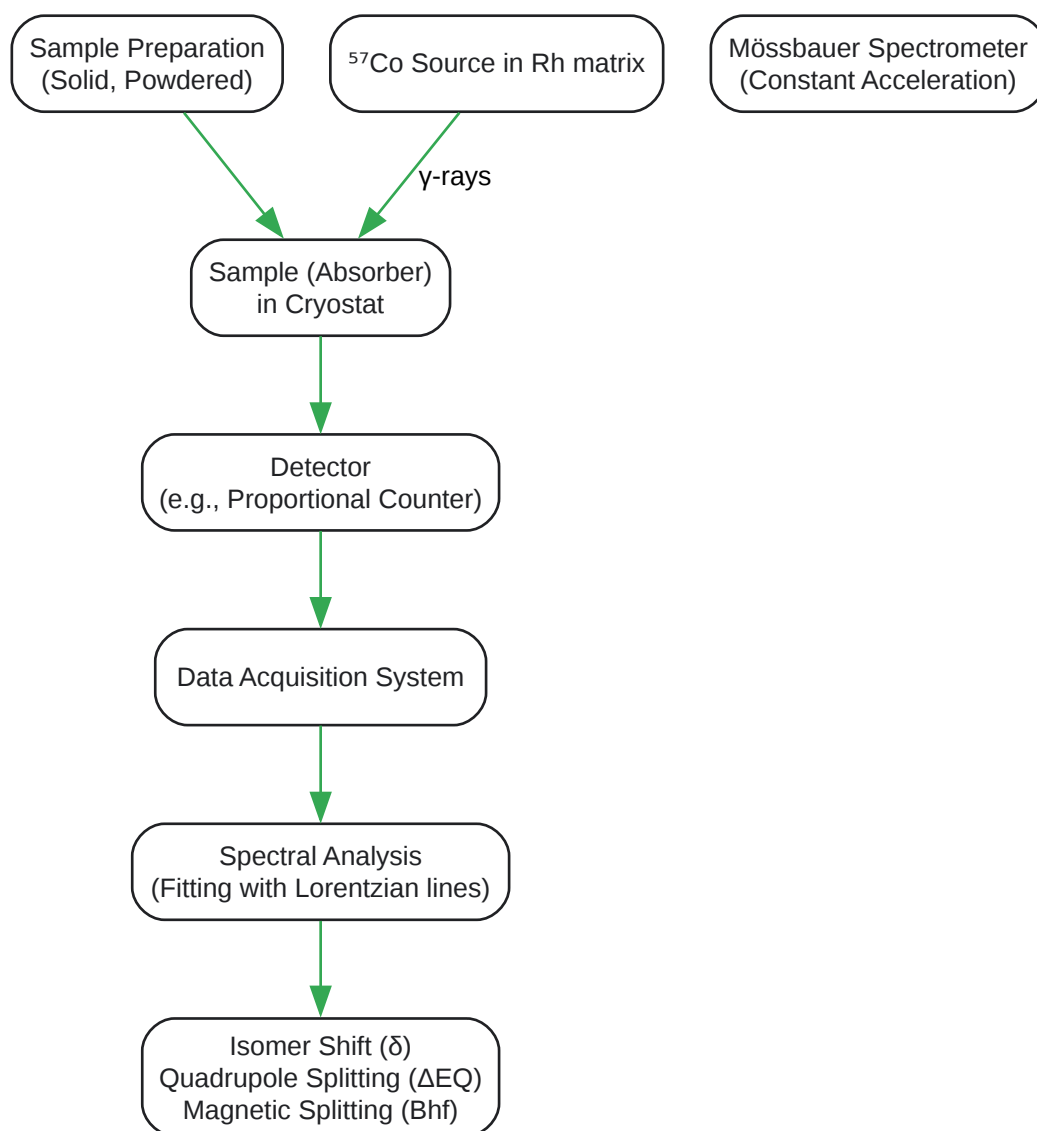 Sample Preparation
(Solid, Powdered)
⁵⁷Co Source in Rh matrix
Mössbauer Spectrometer
(Constant Acceleration)
γ-rays
Sample (Absorber)
in Cryostat
Detector
(e.g., Proportional Counter)
Data Acquisition System
Spectral Analysis
(Fitting with Lorentzian lines)
Isomer Shift (δ)
Quadrupole Splitting (ΔEQ)
Magnetic Splitting (Bhf)